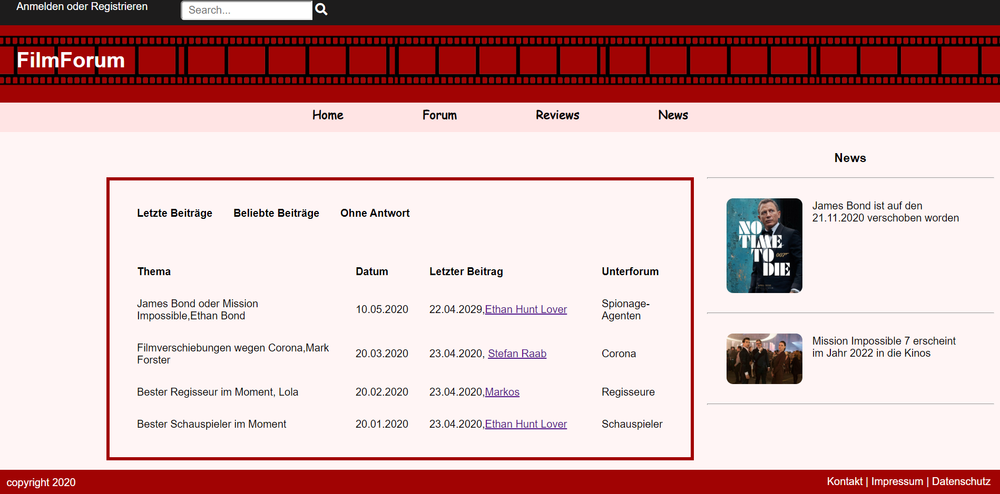 Anmelden oder Registrieren
Search...
FilmForum
Home Forum Reviews News
Letzte Beiträge Beliebte Beiträge Ohne Antwort
Thema Datum Letzter Beitrag Unterforum
James Bond oder Mission
Impossible,Ethan Bond
10.05.2020
22.04.2029,Ethan Hunt Lover
Spionage-
Agenten
Filmverschiebungen wegen Corona,Mark
Forster
20.03.2020
23.04.2020, Stefan Raab
Corona
Bester Regisseur im Moment, Lola
20.02.2020
23.04.2020,Markos
Regisseure
Bester Schauspieler im Moment
20.01.2020
23.04.2020,Ethan Hunt Lover
Schauspieler
News
NO
TIME
TO
007
DIE
James Bond ist auf den
21.11.2020 verschoben worden
Mission Impossible 7 erscheint
im Jahr 2022 in die Kinos
copyright 2020
Kontakt | Impressum | Datenschutz